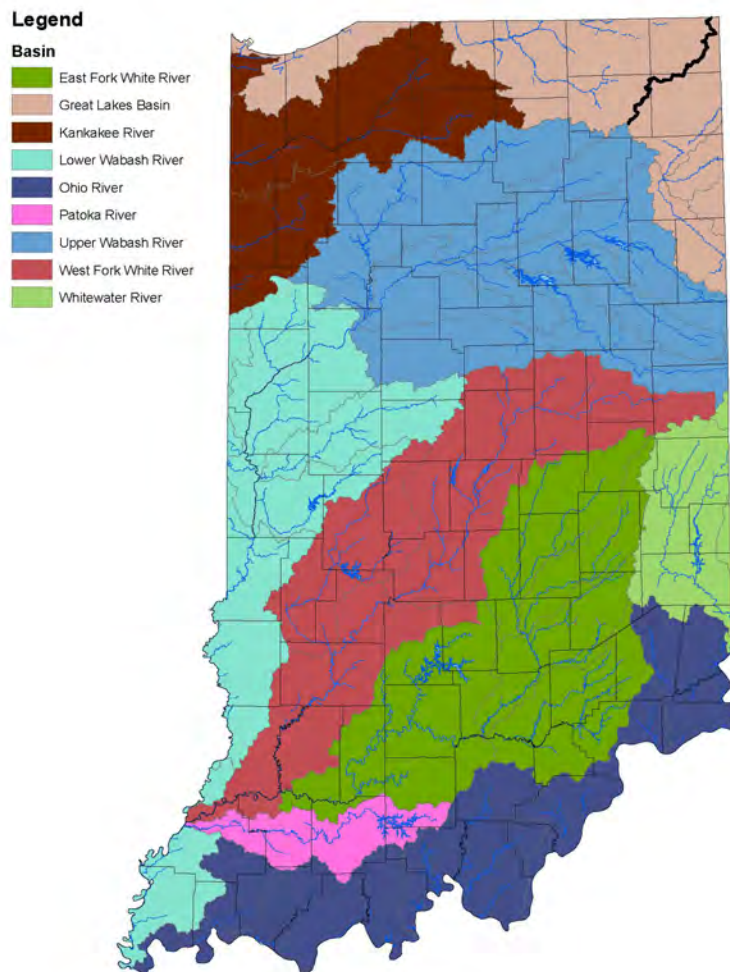 Legend
Basin
East Fork White River
Great Lakes Basin
Kankakee River
Lower Wabash River
Ohio River
Patoka River
Upper Wabash River
West Fork White River
Whitewater River